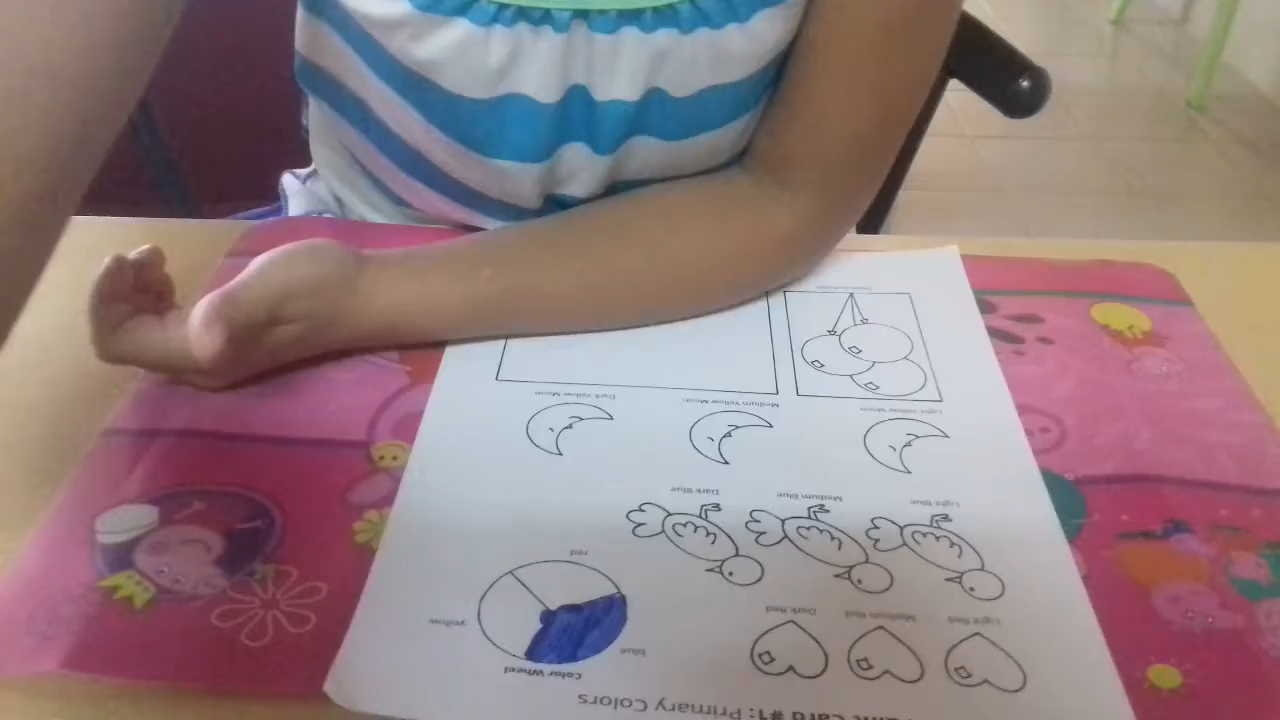 Card #1: Primary Colors
Light Red Medium Red Dark Red
Color Wheel
blue
yellow
red
Light Blue Medium Blue Dark Blue
Light Yellow Moon Medium Yellow Moon Dark Yellow Moon